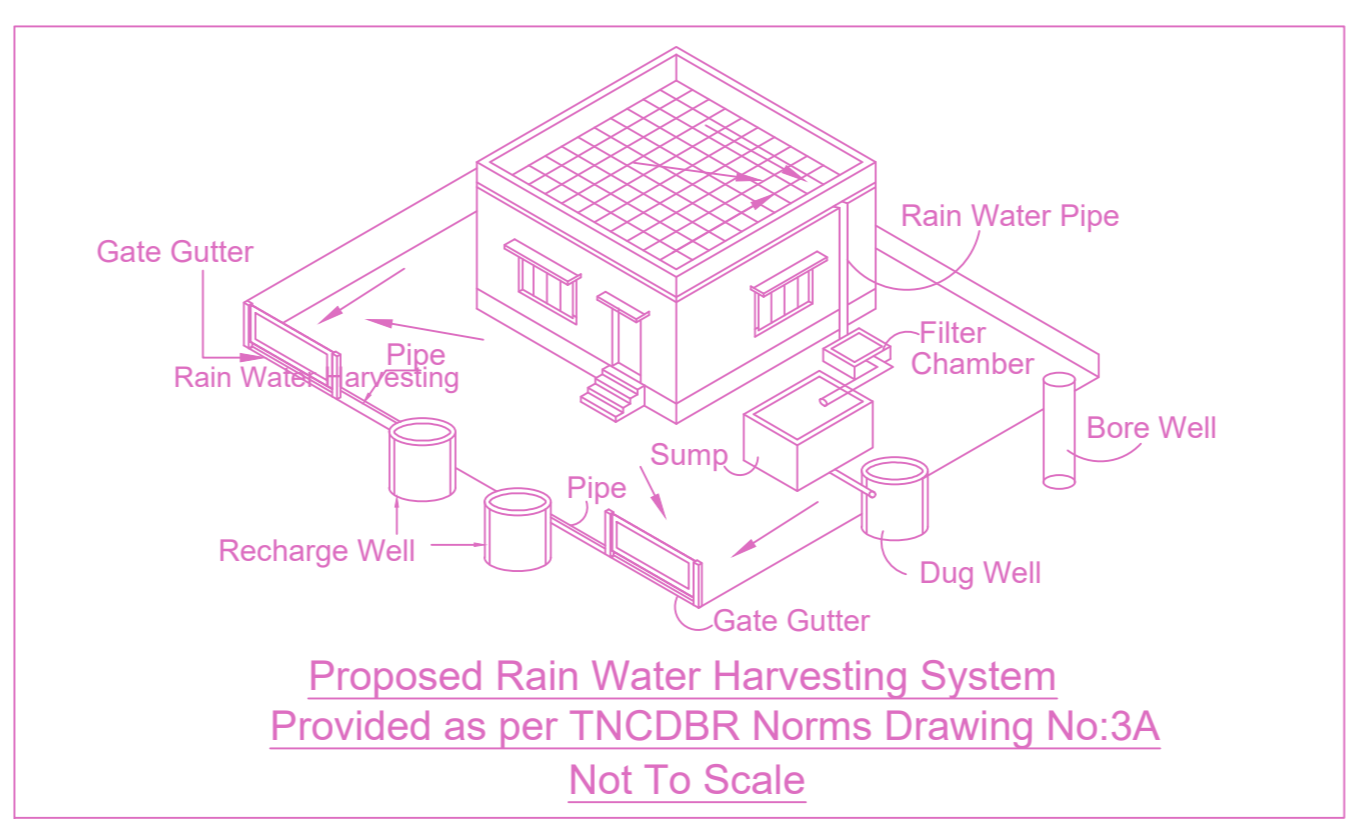 Rain Water Pipe
Gate Gutter
Filter
Chamber
Pipe
Rain Water Harvesting
Bore Well
Sump
Pipe
Recharge Well
Dug Well
Gate Gutter
Proposed Rain Water Harvesting System
Provided as per TNCDBR Norms Drawing No:3A
Not To Scale